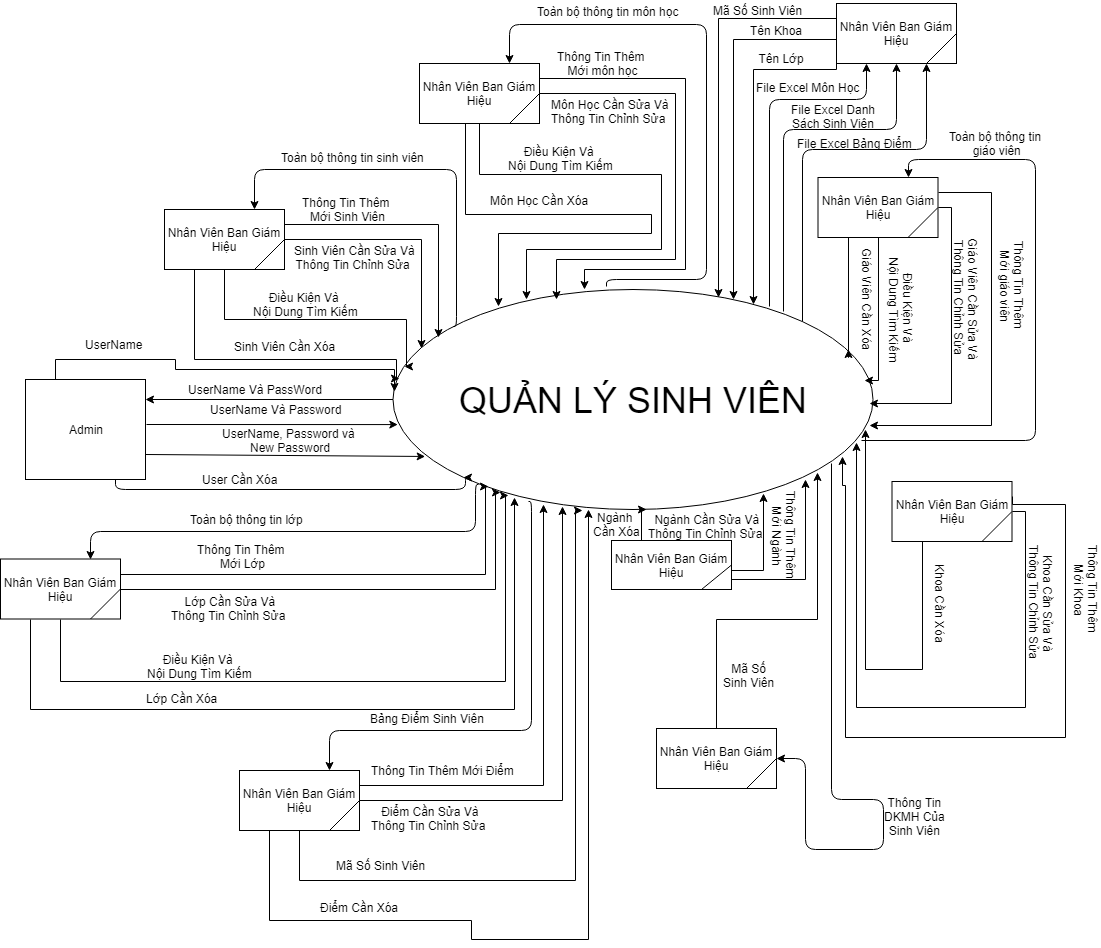 Toàn bộ thông tin môn học
Mã Số Sinh Viên
Tên Khoa
Tên Lớp
Nhân Viên Ban Giám
Hiệu
File Excel Môn Học
File Excel Danh
Sách Sinh Viên
File Excel Bảng Điểm
Nhân Viên Ban Giám
Hiệu
Thông Tin Thêm
Mới môn học
Môn Học Cần Sửa Và
Thông Tin Chỉnh Sửa
Điều Kiện Và
Nội Dung Tìm Kiếm
Môn Học Cần Xóa
Toàn bộ thông tin
giáo viên
Nhân Viên Ban Giám
Hiệu
Giáo Viên Cần Xóa
Điều Kiện Và
Nội Dung Tìm Kiếm
Giáo Viên Cần Sửa Và
Thông Tin Chỉnh Sửa
Thông Tin Thêm
Mới giáo viên
Toàn bộ thông tin sinh viên
Nhân Viên Ban Giám
Hiệu
Thông Tin Thêm
Mới Sinh Viên
Sinh Viên Cần Sửa Và
Thông Tin Chỉnh Sửa
Điều Kiện Và
Nội Dung Tìm Kiếm
Sinh Viên Cần Xóa
UserName
Admin
UserName Và PassWord
UserName Và Password
UserName, Password và
New Password
User Cần Xóa
QUẢN LÝ SINH VIÊN
Toàn bộ thông tin lớp
Nhân Viên Ban Giám
Hiệu
Thông Tin Thêm
Mới Lớp
Lớp Cần Sửa Và
Thông Tin Chỉnh Sửa
Điều Kiện Và
Nội Dung Tìm Kiếm
Lớp Cần Xóa
Ngành
Cần Xóa
Ngành Cần Sửa Và
Thông Tin Chỉnh Sửa
Thông Tin Thêm
Mới Ngành
Nhân Viên Ban Giám
Hiệu
Nhân Viên Ban Giám
Hiệu
Khoa Cần Xóa
Khoa Cần Sửa Và
Thông Tin Chỉnh Sửa
Thông Tin Thêm
Mới Khoa
Mã Số
Sinh Viên
Nhân Viên Ban Giám
Hiệu
Thông Tin
DKMH Của
Sinh Viên
Bảng Điểm Sinh Viên
Nhân Viên Ban Giám
Hiệu
Thông Tin Thêm Mới Điểm
Điểm Cần Sửa Và
Thông Tin Chỉnh Sửa
Mã Số Sinh Viên
Điểm Cần Xóa